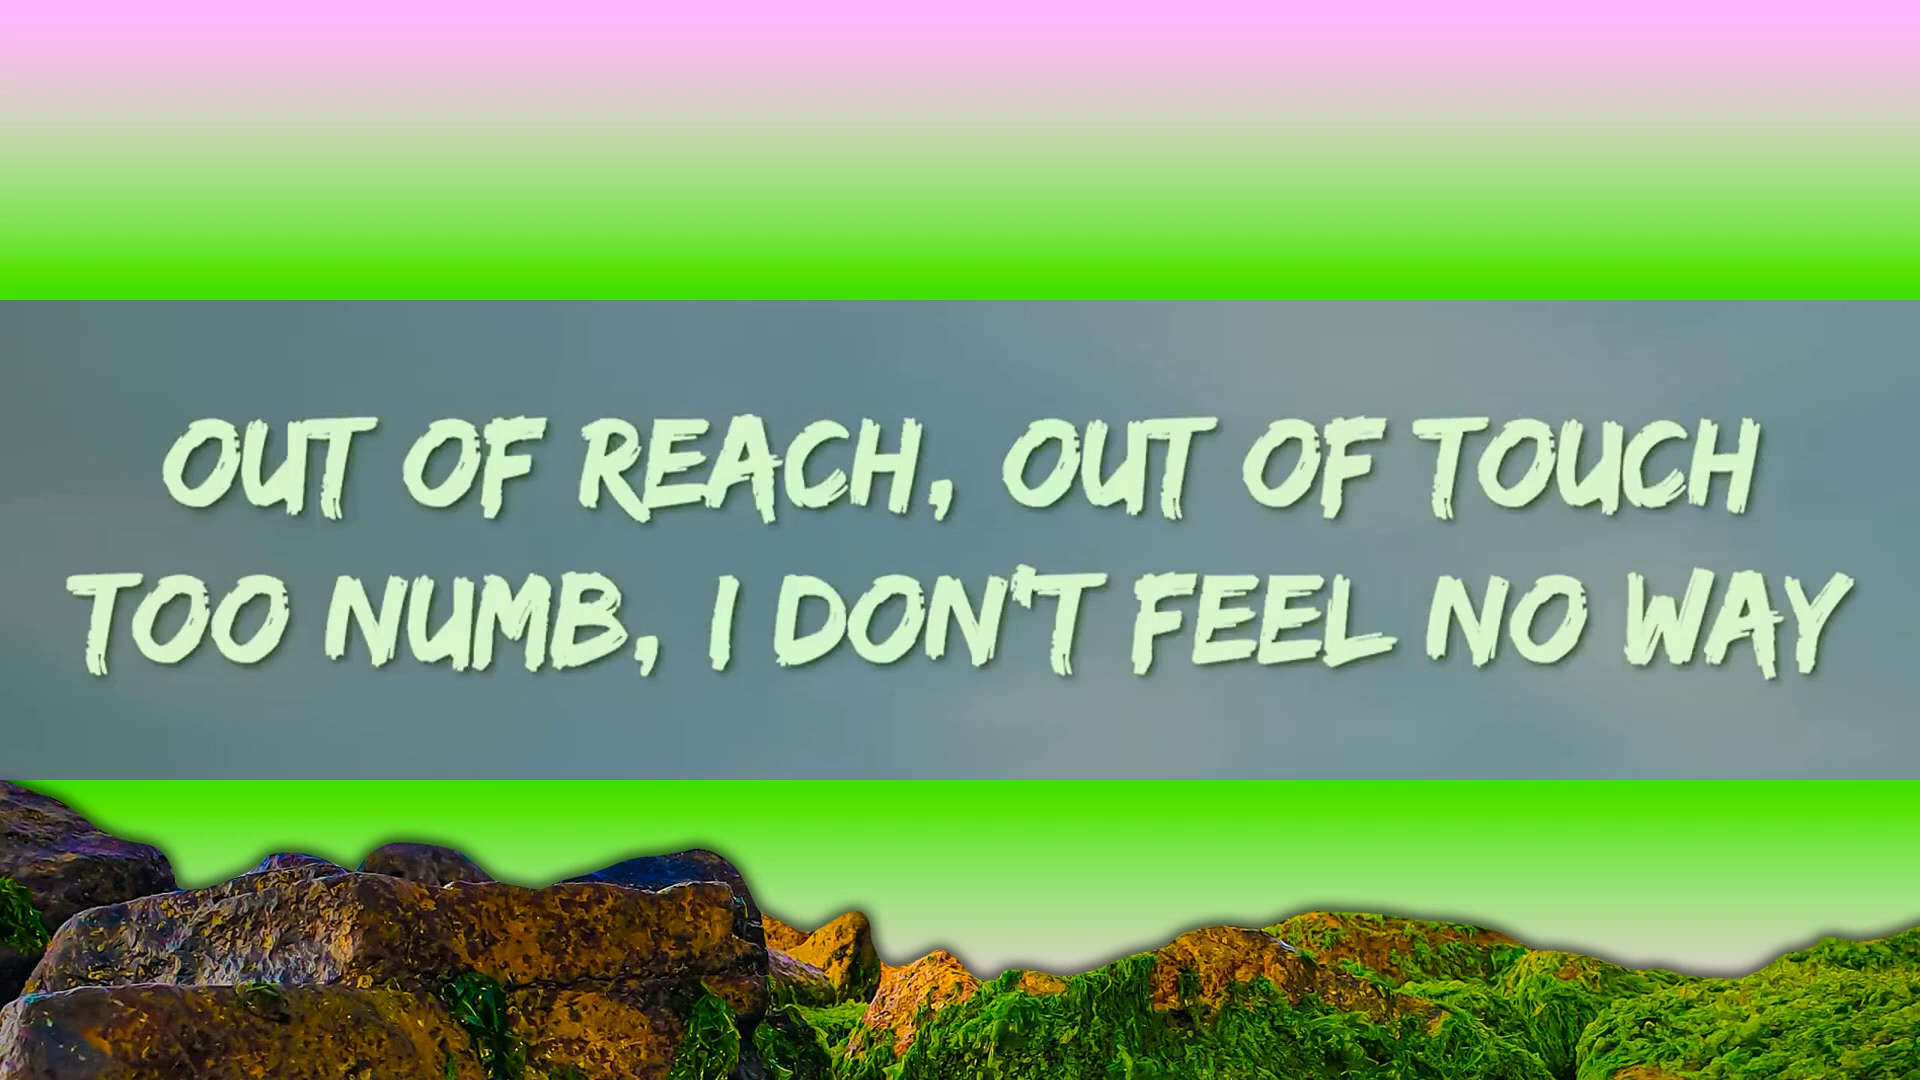 OUT OF REACH, OUT OF TOUCH
TOO NUMB, I DON'T FEEL NO WAY